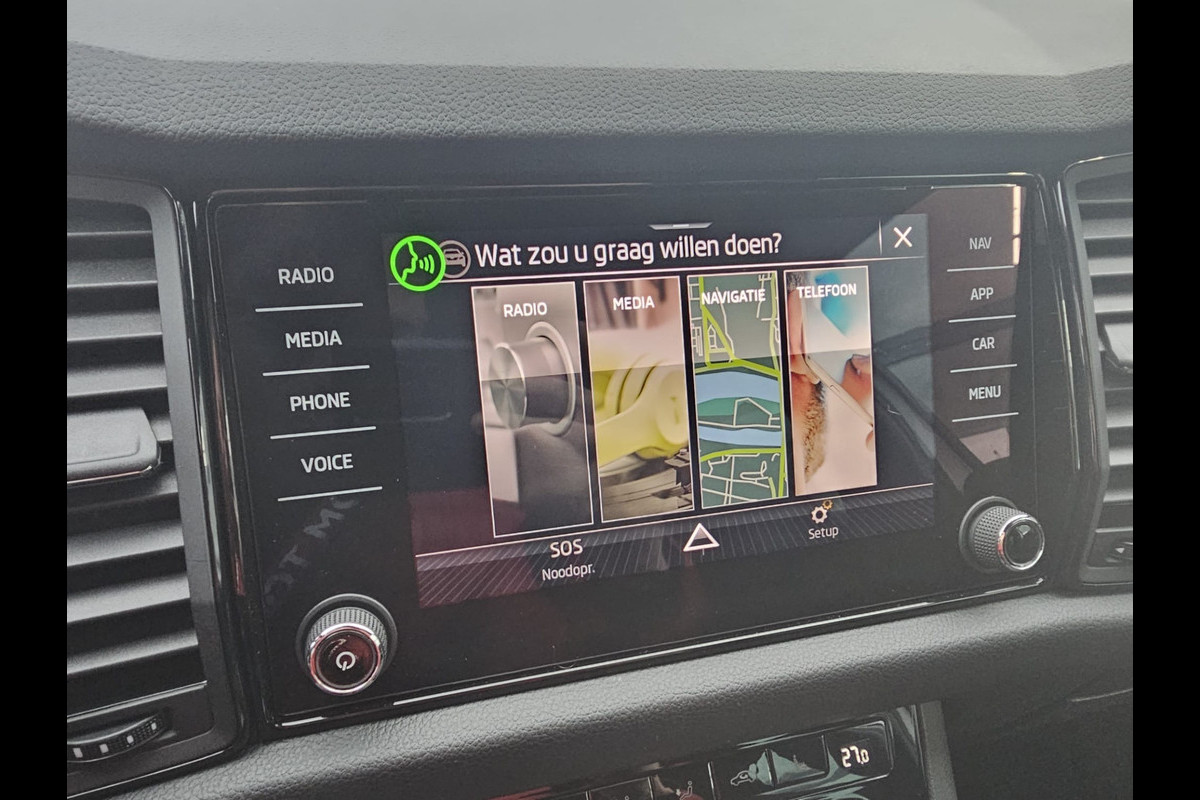 RADIO
MEDIA
PHONE
VOICE
Wat zou u graag willen doen?
RADIO
MEDIA
NAVIGATIE
TELEFOON
SOS
Noodopr.
Setup
NAV
APP
CAR
MENU
27.0